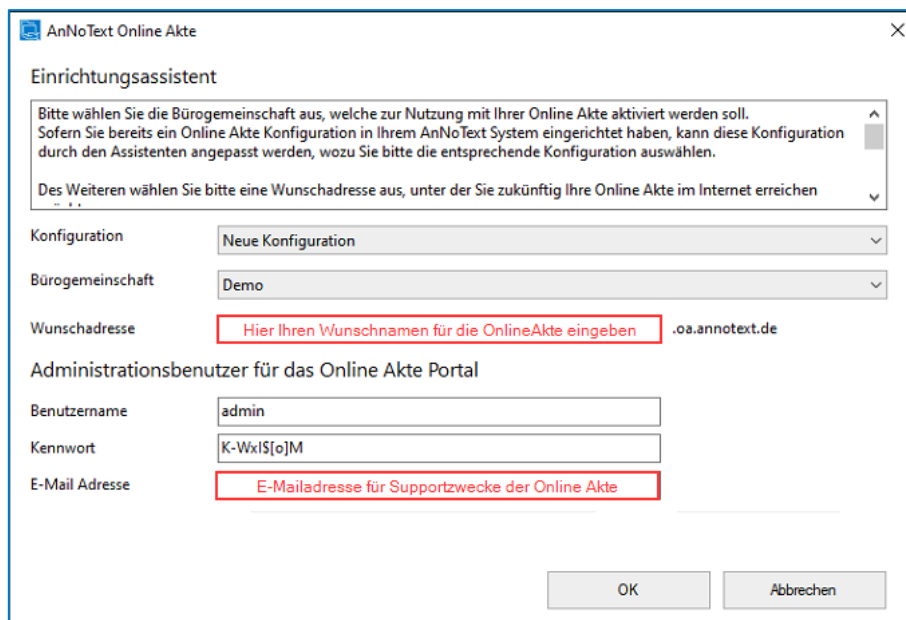 AnNoText Online Akte
Einrichtungsassistent
Bitte wählen Sie die Bürogemeinschaft aus, welche zur Nutzung mit Ihrer Online Akte aktiviert werden soll.
Sofern Sie bereits ein Online Akte Konfiguration in Ihrem AnNoText System eingerichtet haben, kann diese Konfiguration
durch den Assistenten angepasst werden, wozu Sie bitte die entsprechende Konfiguration auswählen.
Des Weiteren wählen Sie bitte eine Wunschadresse aus, unter der Sie zukünftig Ihre Online Akte im Internet erreichen
Konfiguration Neue Konfiguration
Bürogemeinschaft Demo
Wunschadresse Hier Ihren Wunschnamen für die OnlineAkte eingeben .oa.annotext.de
Administrationsbenutzer für das Online Akte Portal
Benutzername admin
Kennwort K-WxI$[o]M
E-Mail Adresse E-Mailadresse für Supportzwecke der Online Akte
OK Abbrechen